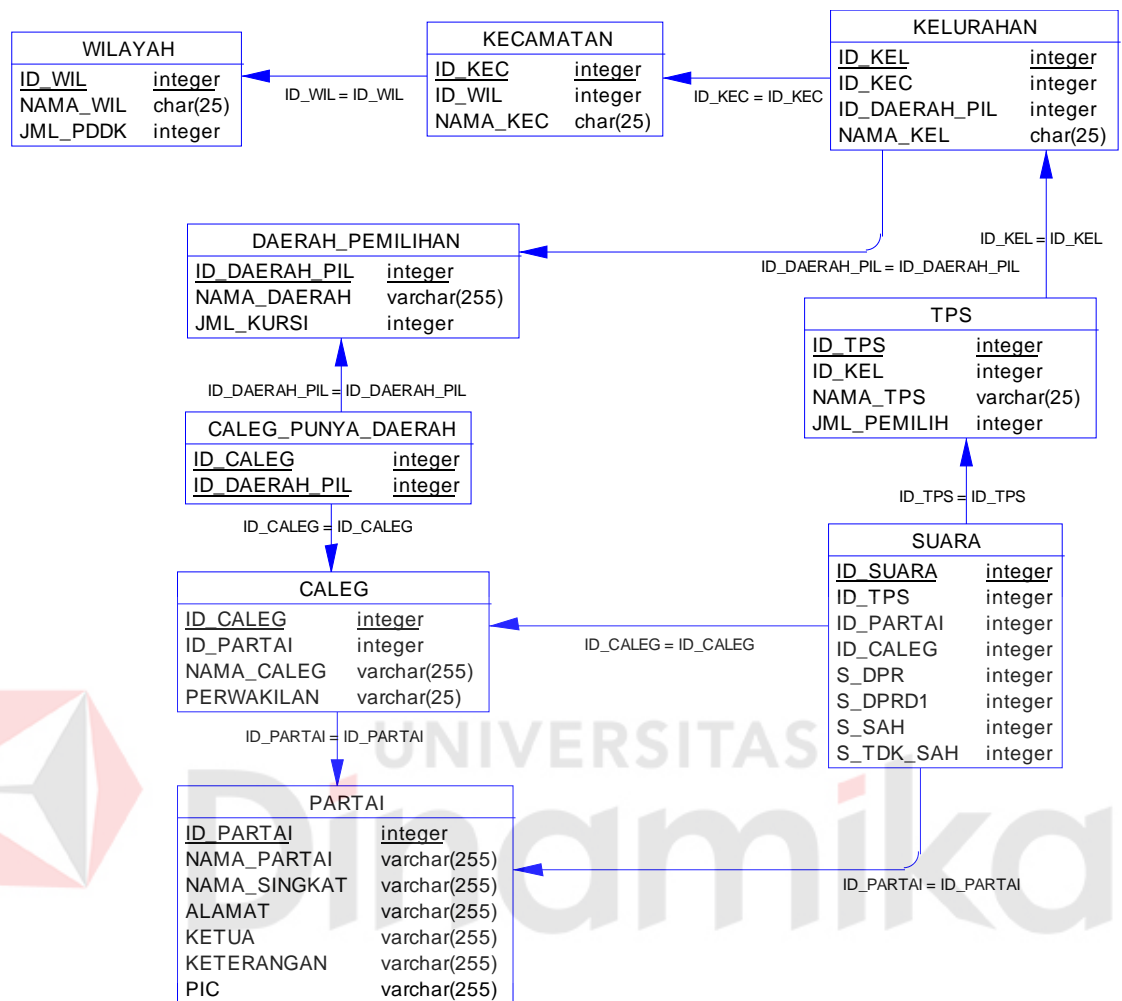 WILAYAH
ID_WIL integer
NAMA_WIL char(25)
JML_PDDK integer
ID_WIL = ID_WIL
KECAMATAN
ID_KEC integer
ID_WIL integer
NAMA_KEC char(25)
ID_KEC = ID_KEC
KELURAHAN
ID_KEL integer
ID_KEC integer
ID_DAERAH_PIL integer
NAMA_KEL char(25)
DAERAH_PEMILIHAN
ID_DAERAH_PIL integer
NAMA_DAERAH varchar(255)
JML_KURSI integer
ID_DAERAH_PIL = ID_DAERAH_PIL
ID_KEL = ID_KEL
TPS
ID_TPS integer
ID_KEL integer
NAMA_TPS varchar(25)
JML_PEMILIH integer
ID_DAERAH_PIL = ID_DAERAH_PIL
CALEG_PUNYA_DAERAH
ID_CALEG integer
ID_DAERAH_PIL integer
ID_CALEG = ID_CALEG
ID_TPS = ID_TPS
SUARA
ID_SUARA integer
ID_TPS integer
ID_PARTAI integer
ID_CALEG integer
S_DPR integer
S_DPRD1 integer
S_SAH integer
S_TDK_SAH integer
CALEG
ID_CALEG integer
ID_PARTAI integer
NAMA_CALEG varchar(255)
PERWAKILAN varchar(25)
ID_CALEG = ID_CALEG
ID_PARTAI = ID_PARTAI
UNIVERSITAS
Dinamika
PARTAI
ID_PARTAI integer
NAMA_PARTAI varchar(255)
NAMA_SINGKAT varchar(255)
ALAMAT varchar(255)
KETUA varchar(255)
KETERANGAN varchar(255)
PIC varchar(255)
ID_PARTAI = ID_PARTAI